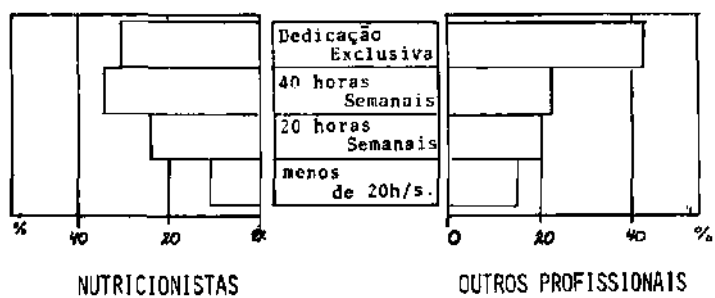 Dedicação
Exclusiva
40 horas
Semanais
20 horas
Semanais
menos
de 20h/s.
% 40 20 0
0 20 40 %
NUTRICIONISTAS
OUTROS PROFISSIONAIS